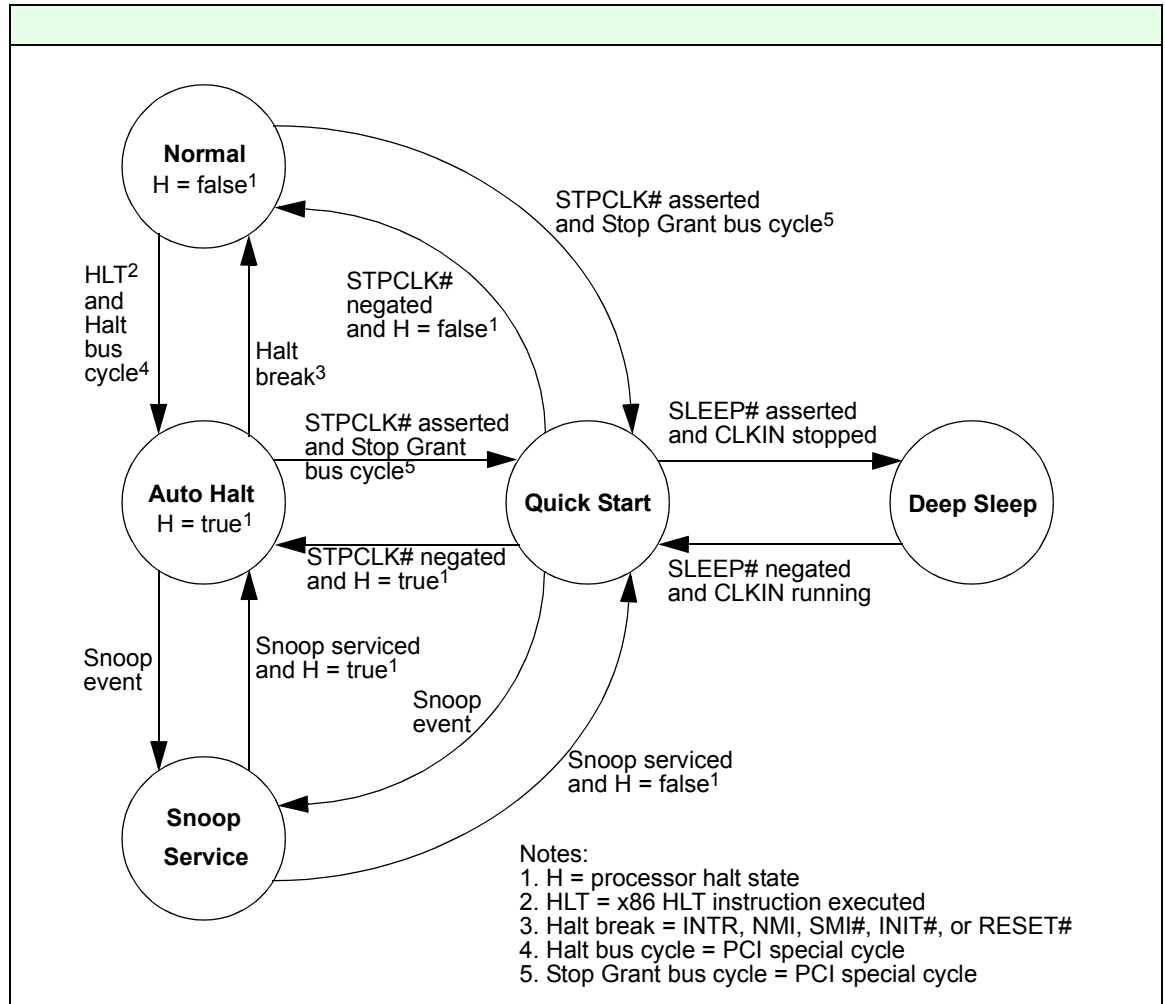 Normal
H = false1
STPCLK# asserted
and Stop Grant bus cycle5
HLT2
and
Halt
bus
cycle4
STPCLK#
negated
and H = false1
Halt
break3
STPCLK# asserted
and Stop Grant
bus cycle5
SLEEP# asserted
and CLKIN stopped
Auto Halt
H = true1
Quick Start
Deep Sleep
STPCLK# negated
and H = true1
SLEEP# negated
and CLKIN running
Snoop
event
Snoop serviced
and H = true1
Snoop
event
Snoop serviced
and H = false1
Snoop
Service
Notes:
1. H = processor halt state
2. HLT = x86 HLT instruction executed
3. Halt break = INTR, NMI, SMI#, INIT#, or RESET#
4. Halt bus cycle = PCI special cycle
5. Stop Grant bus cycle = PCI special cycle